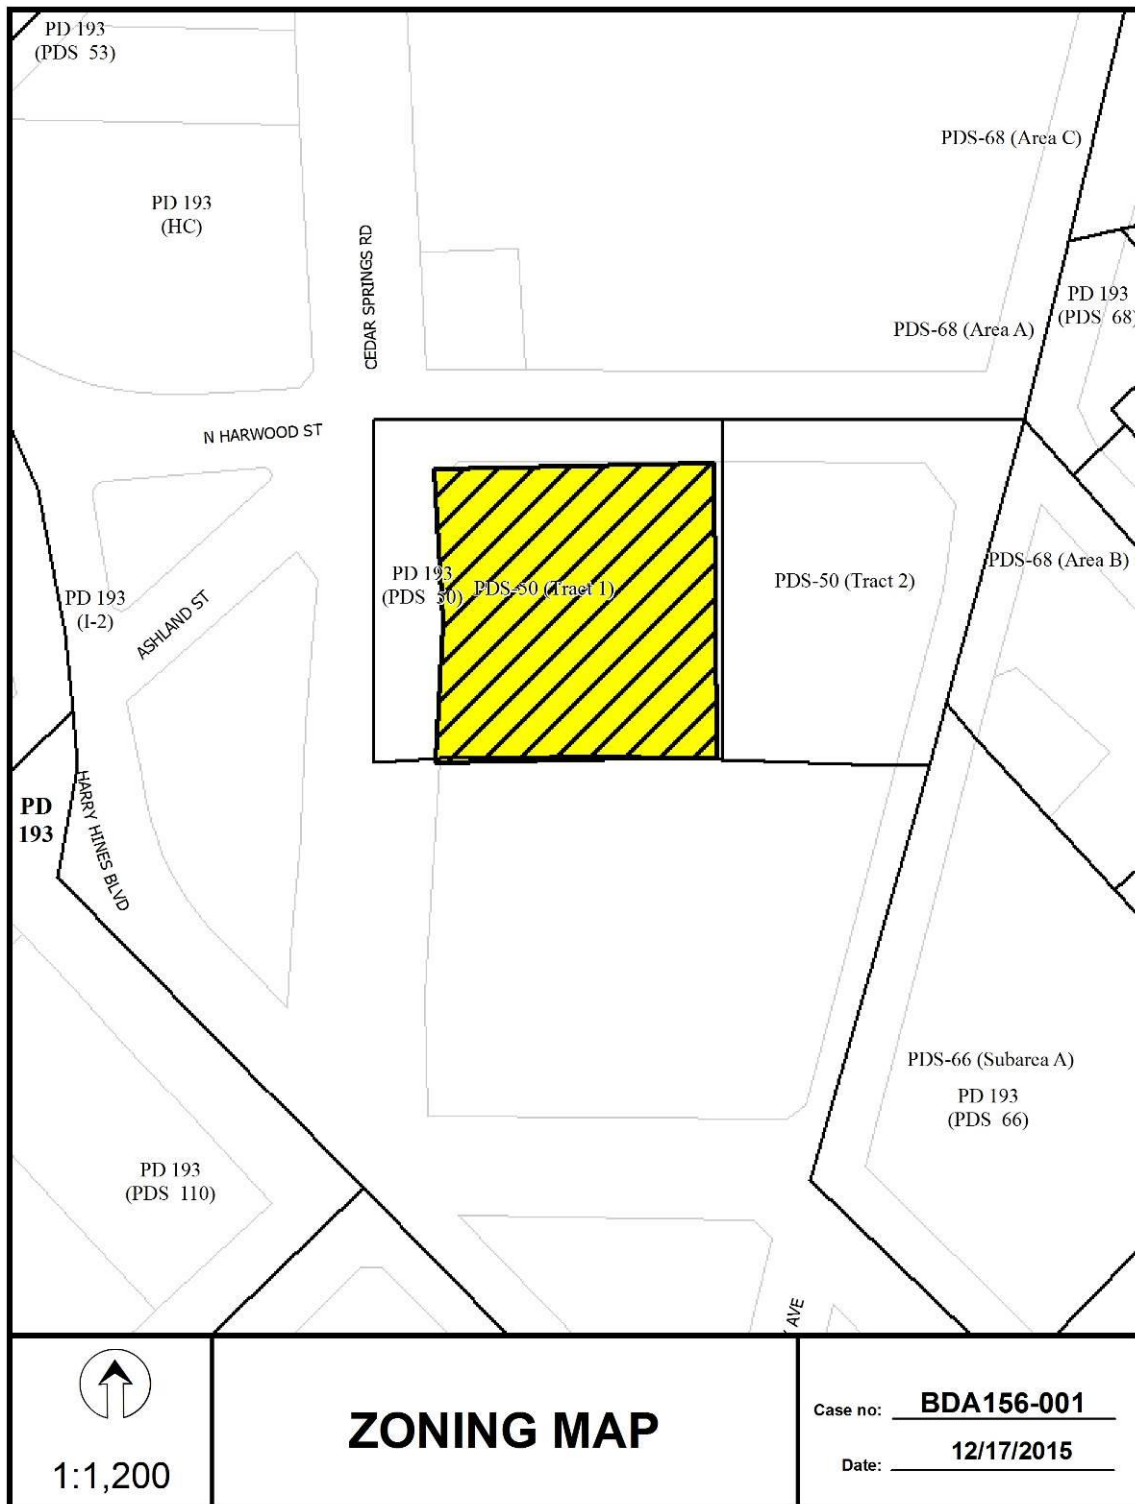 PD 193
(PDS 53)
PDS-68 (Area C)
PD 193
(HC)
CEDAR SPRINGS RD
PD 193
(PDS 68)
PDS-68 (Area A)
N HARWOOD ST
PD 193
(PDS 50)
PDS-50 (Tract 1)
PDS-50 (Tract 2)
PDS-68 (Area B)
PD 193
(I-2)
ASHLAND ST
PD
193
HARRY HINES BLVD
PDS-66 (Subarea A)
PD 193
(PDS 66)
PD 193
(PDS 110)
AVE
1:1,200
ZONING MAP
Case no: BDA156-001
Date: 12/17/2015